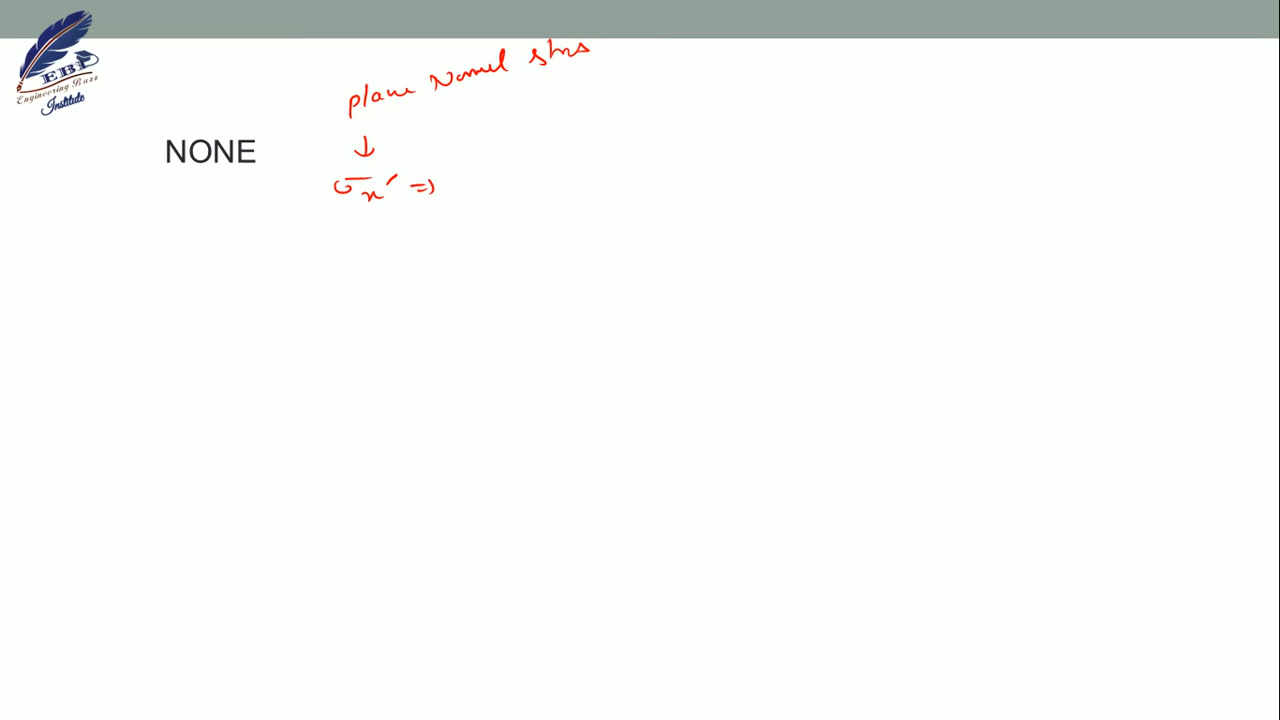 EBP
Engineering Buzz
Institute
plane Normal stress
NONE
↓
σx' =>